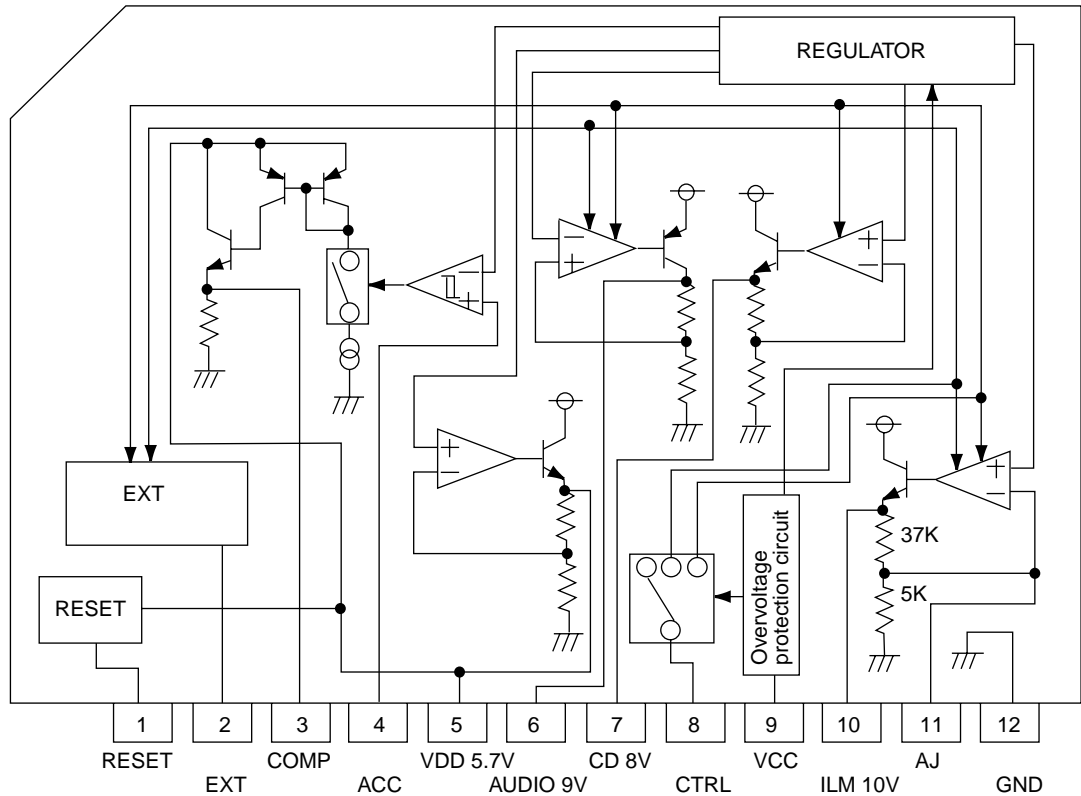 REGULATOR
EXT
RESET
Overvoltage
protection circuit
37K
5K
1 2 3 4 5 6 7 8 9 10 11 12
RESET COMP VDD 5.7V CD 8V VCC AJ
EXT ACC AUDIO 9V CTRL ILM 10V GND